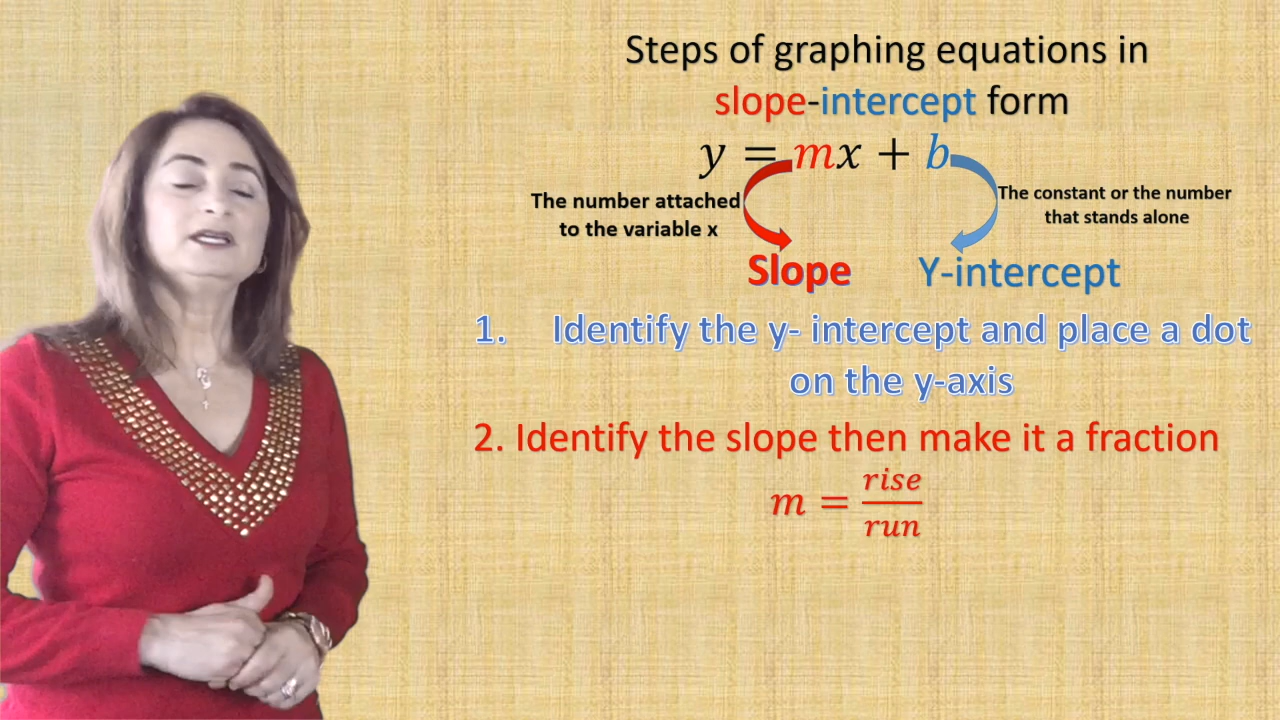 Steps of graphing equations in
slope-intercept form
y = mx + b
The number attached
to the variable x
The constant or the number
that stands alone
Slope
Y-intercept
1. Identify the y- intercept and place a dot
on the y-axis
2. Identify the slope then make it a fraction
m = rise/run